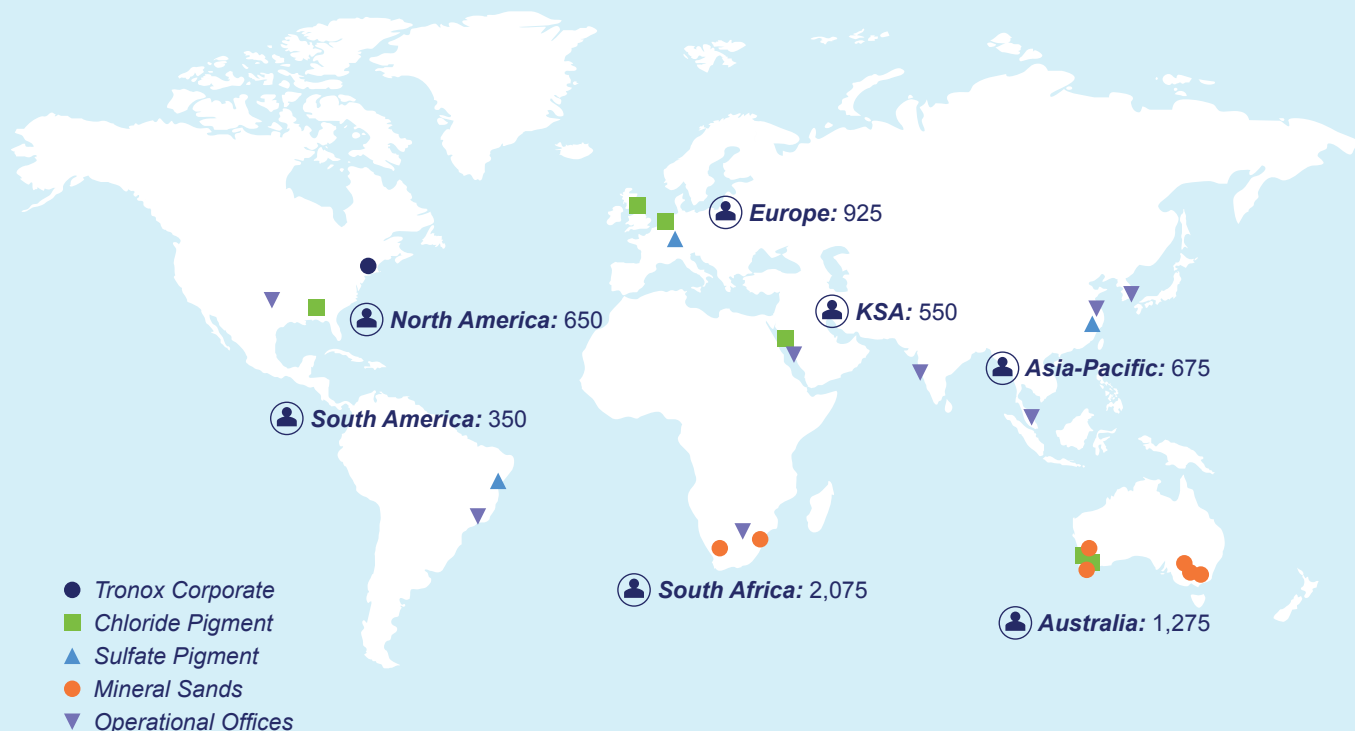 Europe: 925
KSA: 550
North America: 650
Asia-Pacific: 675
South America: 350
South Africa: 2,075
Australia: 1,275
Tronox Corporate
Chloride Pigment
Sulfate Pigment
Mineral Sands
Operational Offices